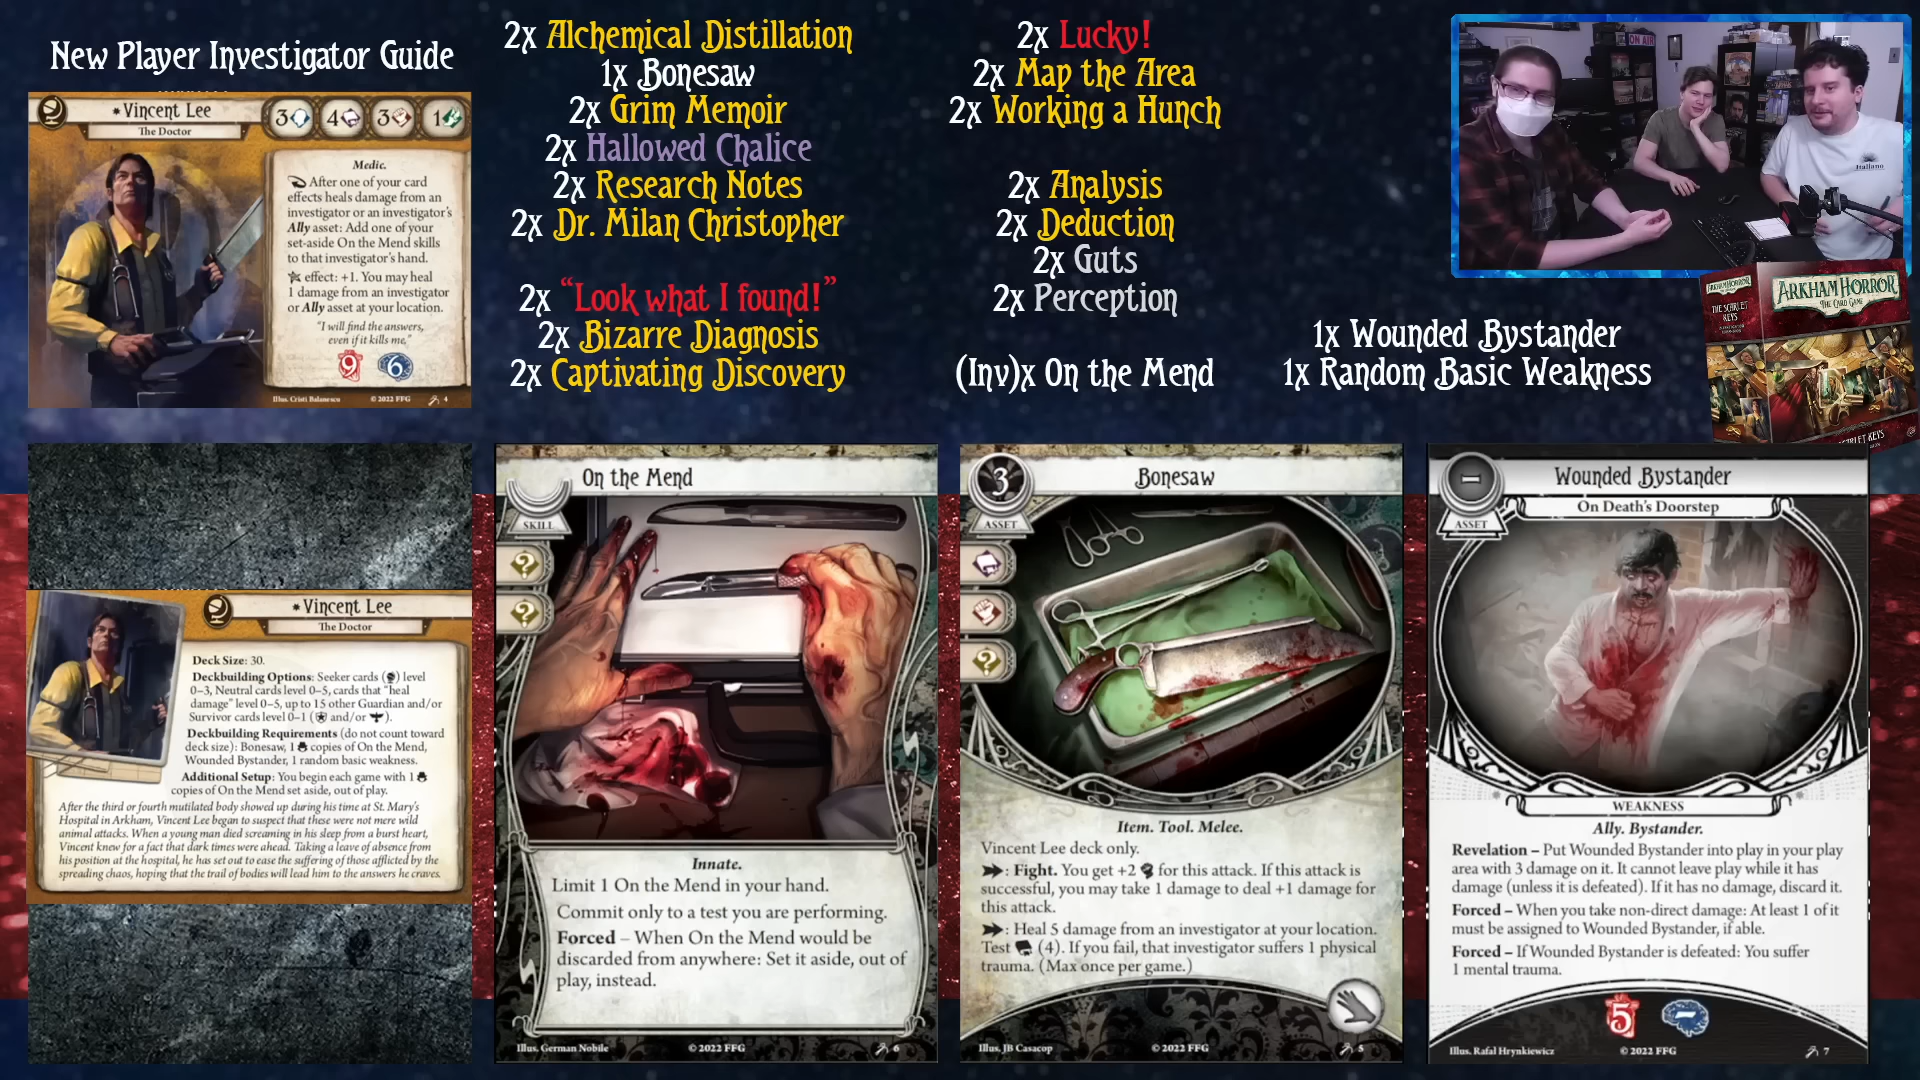 New Player Investigator Guide
Vincent Lee
The Doctor
3 4 3 1
Medic.
After one of your card
effects heals damage from an
investigator or an investigator's
Ally asset: Add one of your
set-aside On the Mend skills
to that investigator's hand.
effect: +1. You may heal
1 damage from an investigator
or Ally asset at your location.
"I will find the answers,
even if it kills me."
9 6
Illus. Cristi Balanescu © 2022 FFG 4
2x Alchemical Distillation
1x Bonesaw
2x Grim Memoir
2x Hallowed Chalice
2x Research Notes
2x Dr. Milan Christopher
2x "Look what I found!"
2x Bizarre Diagnosis
2x Captivating Discovery
2x Lucky!
2x Map the Area
2x Working a Hunch
2x Analysis
2x Deduction
2x Guts
2x Perception
(Inv)x On the Mend
1x Wounded Bystander
1x Random Basic Weakness
ON AIR
Italiano
ARKHAM HORROR
THE CARD GAME
ARKHAM HORROR
THE SCARLET
KEYS
SCARLET KEYS
Vincent Lee
The Doctor
Deck Size: 30.
Deckbuilding Options: Seeker cards ( ) level
0–3, Neutral cards level 0–5, cards that "heal
damage" level 0–5, up to 15 other Guardian and/or
Survivor cards level 0–1 ( and/or ).
Deckbuilding Requirements (do not count toward
deck size): Bonesaw, 1 copies of On the Mend,
Wounded Bystander, 1 random basic weakness.
Additional Setup: You begin each game with 1
copies of On the Mend set aside, out of play.
After the third or fourth mutilated body showed up during his time at St. Mary's
Hospital in Arkham, Vincent Lee began to suspect that these were not mere wild
animal attacks. When a young man died screaming in his sleep from a burst heart,
Vincent knew for a fact that dark times were ahead. Taking a leave of absence from
his position at the hospital, he has set out to ease the suffering of those afflicted by the
spreading chaos, hoping that the trail of bodies will lead him to the answers he craves.
On the Mend
SKILL
?
?
Innate.
Limit 1 On the Mend in your hand.
Commit only to a test you are performing.
Forced – When On the Mend would be
discarded from anywhere: Set it aside, out of
play, instead.
Illus. German Nobile © 2022 FFG 6
3
Bonesaw
ASSET
?
Item. Tool. Melee.
Vincent Lee deck only.
: Fight. You get +2 for this attack. If this attack is
successful, you may take 1 damage to deal +1 damage for
this attack.
: Heal 5 damage from an investigator at your location.
Test (4). If you fail, that investigator suffers 1 physical
trauma. (Max once per game.)
Illus. JB Casacop © 2022 FFG 5
–
Wounded Bystander
ASSET
On Death's Doorstep
WEAKNESS
Ally. Bystander.
Revelation – Put Wounded Bystander into play in your play
area with 3 damage on it. It cannot leave play while it has
damage (unless it is defeated). If it has no damage, discard it.
Forced – When you take non-direct damage: At least 1 of it
must be assigned to Wounded Bystander, if able.
Forced – If Wounded Bystander is defeated: You suffer
1 mental trauma.
5 –
Illus. Rafal Hrynkiewicz © 2022 FFG 7